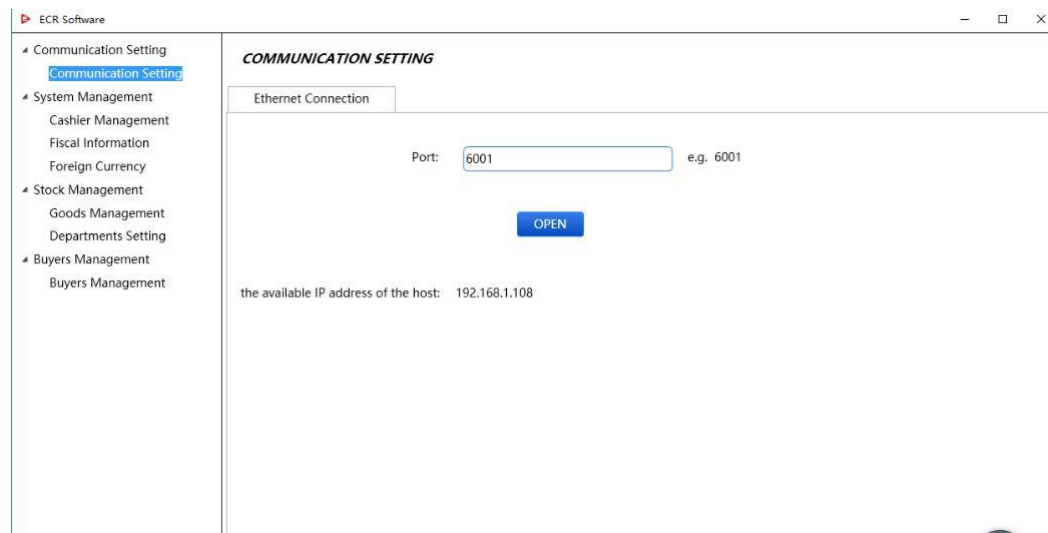 ECR Software
Communication Setting
Communication Setting
System Management
Cashier Management
Fiscal Information
Foreign Currency
Stock Management
Goods Management
Departments Setting
Buyers Management
Buyers Management
COMMUNICATION SETTING
Ethernet Connection
Port: 6001 e.g. 6001
OPEN
the available IP address of the host: 192.168.1.108